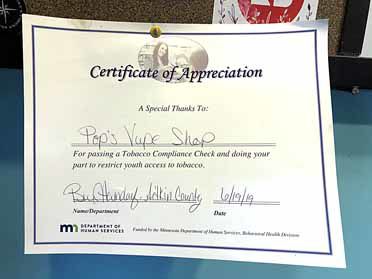 Certificate of Appreciation
A Special Thanks To:
Pop's Vape Shop
For passing a Tobacco Compliance Check and doing your
part to restrict youth access to tobacco.
Aitkin County 6/19/19
Name/Department Date
mn DEPARTMENT OF
HUMAN SERVICES
Funded by the Minnesota Department of Human Services, Behavioral Health Division